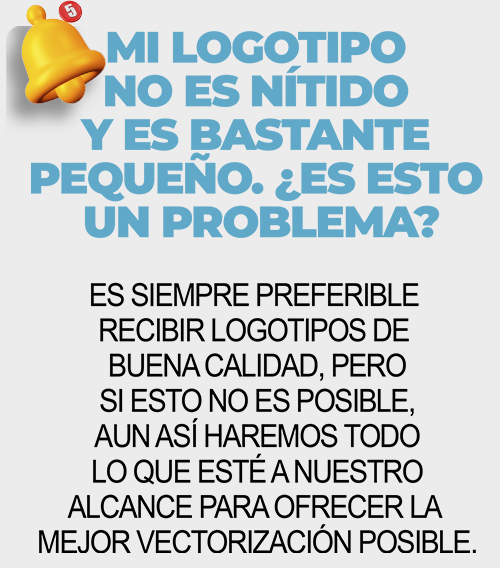 5
MI LOGOTIPO
NO ES NÍTIDO
Y ES BASTANTE
PEQUEÑO. ¿ES ESTO
UN PROBLEMA?
ES SIEMPRE PREFERIBLE
RECIBIR LOGOTIPOS DE
BUENA CALIDAD, PERO
SI ESTO NO ES POSIBLE,
AUN ASÍ HAREMOS TODO
LO QUE ESTÉ A NUESTRO
ALCANCE PARA OFRECER LA
MEJOR VECTORIZACIÓN POSIBLE.